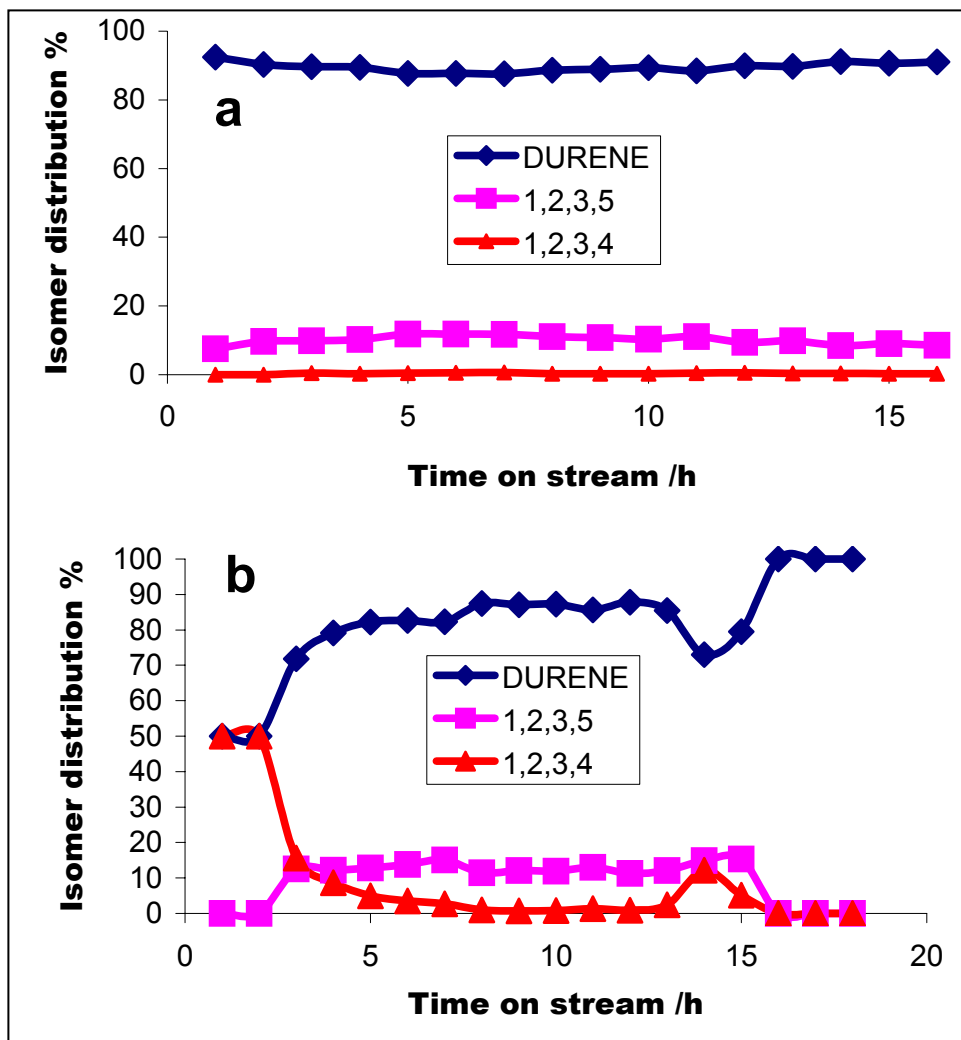 100
80
60
40
20
0
Isomer distribution %
a
DURENE
1,2,3,5
1,2,3,4
0 5 10 15
Time on stream /h
100
90
80
70
60
50
40
30
20
10
0
Isomer distribution %
b
DURENE
1,2,3,5
1,2,3,4
0 5 10 15 20
Time on stream /h